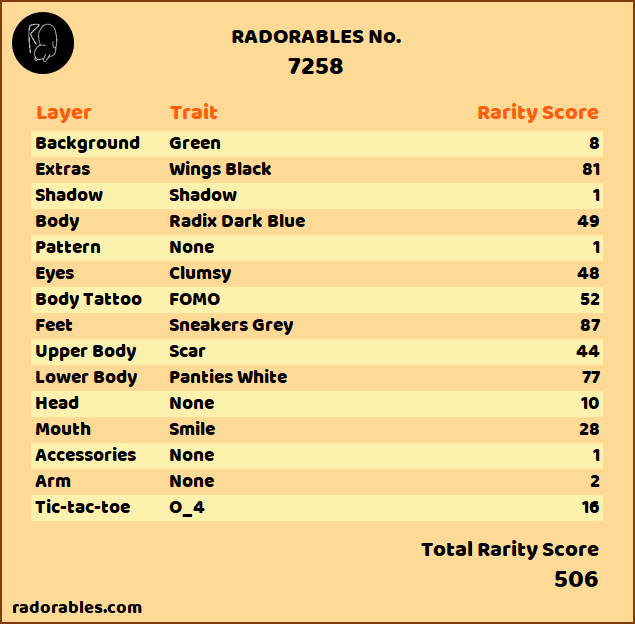 RADORABLES No.
7258
Layer Trait Rarity Score
Background Green 8
Extras Wings Black 81
Shadow Shadow 1
Body Radix Dark Blue 49
Pattern None 1
Eyes Clumsy 48
Body Tattoo FOMO 52
Feet Sneakers Grey 87
Upper Body Scar 44
Lower Body Panties White 77
Head None 10
Mouth Smile 28
Accessories None 1
Arm None 2
Tic-tac-toe O_4 16
Total Rarity Score
506
radorables.com